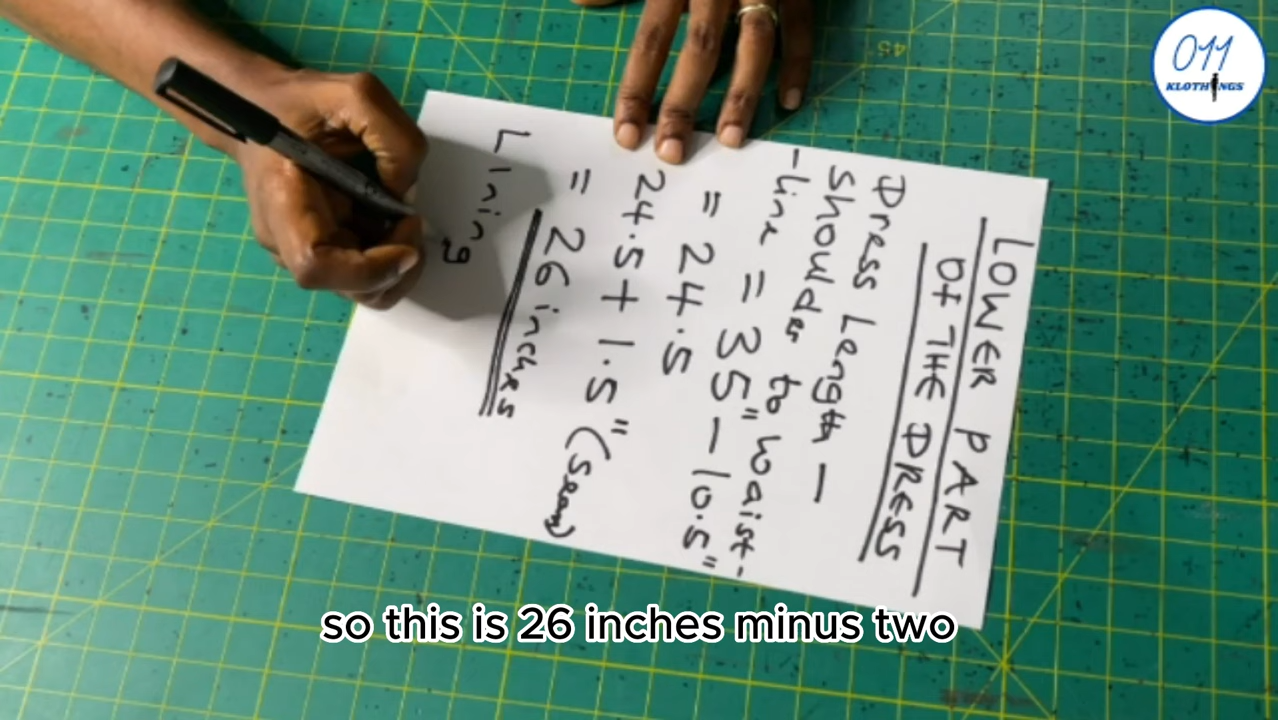 LOWER PART
Of THE DRESS
Dress Length -
Shoulder to waist-
-line = 35" - 10.5"
= 24.5
24.5 + 1.5" (seam)
= 26 inches
Lining
so this is 26 inches minus two
011
KLOTHINGS
45